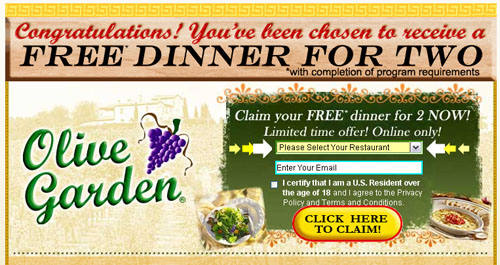 Congratulations! You've been chosen to receive a
FREE* DINNER FOR TWO
*with completion of program requirements
Olive
Garden®
Claim your FREE* dinner for 2 NOW!
Limited time offer! Online only!
Please Select Your Restaurant
Enter Your Email
I certify that I am a U.S. Resident over
the age of 18 and I agree to the Privacy
Policy and Terms and Conditions.
CLICK HERE
TO CLAIM!